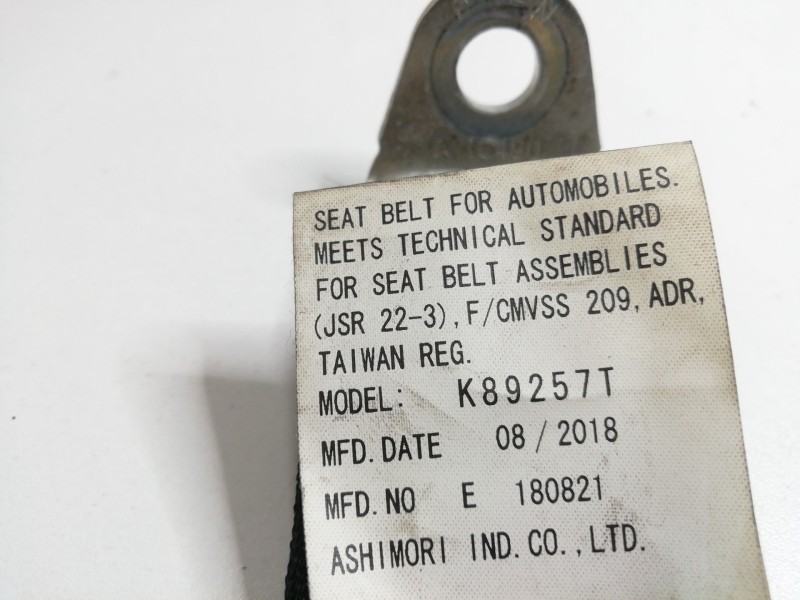 SEAT BELT FOR AUTOMOBILES.
MEETS TECHNICAL STANDARD
FOR SEAT BELT ASSEMBLIES
(JSR 22-3), F/CMVSS 209, ADR,
TAIWAN REG.
MODEL: K89257T
MFD. DATE 08/2018
MFD. NO E 180821
ASHIMORI IND. CO., LTD.